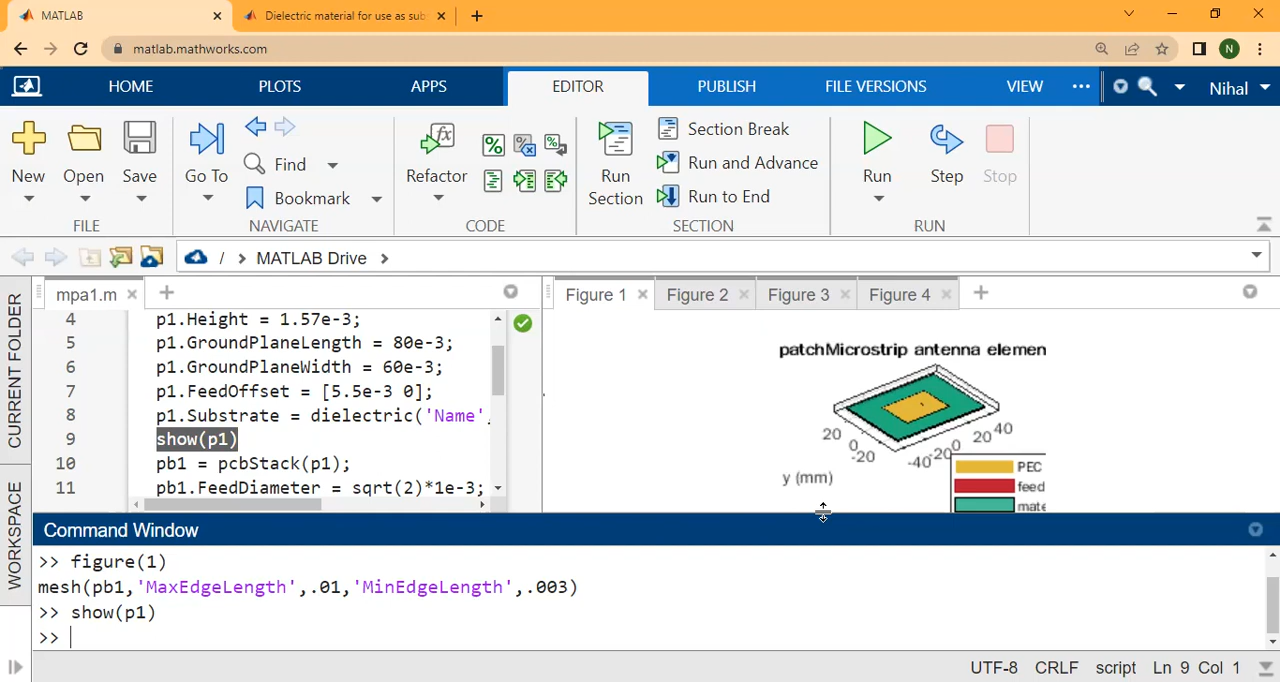 MATLAB
Dielectric material for use as sub
matlab.mathworks.com
N
HOME
PLOTS
APPS
EDITOR
PUBLISH
FILE VERSIONS
VIEW
Nihal
New
Open
Save
FILE
Go To
Find
Bookmark
NAVIGATE
Refactor
CODE
Run Section
Section Break
Run and Advance
Run to End
SECTION
Run
Step
Stop
RUN
/ > MATLAB Drive >
CURRENT FOLDER
WORKSPACE
mpa1.m
4 p1.Height = 1.57e-3;
5 p1.GroundPlaneLength = 80e-3;
6 p1.GroundPlaneWidth = 60e-3;
7 p1.FeedOffset = [5.5e-3 0];
8 p1.Substrate = dielectric('Name',
9 show(p1)
10 pb1 = pcbStack(p1);
11 pb1.FeedDiameter = sqrt(2)*1e-3;
Figure 1
Figure 2
Figure 3
Figure 4
patchMicrostrip antenna elemen
20
0
-20
-40
-20
0
20
40
y (mm)
PEC
feed
mate
Command Window
>> figure(1)
mesh(pb1,'MaxEdgeLength',.01,'MinEdgeLength',.003)
>> show(p1)
>>
UTF-8
CRLF
script
Ln 9 Col 1